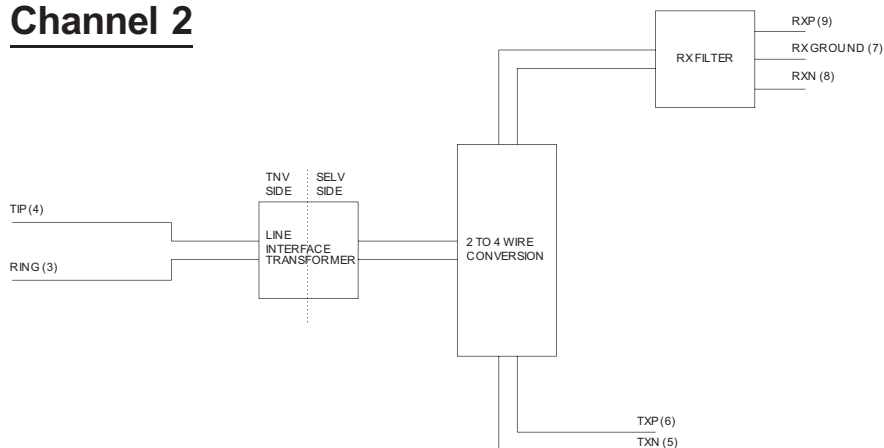 Channel 2
RXP (9)
RX GROUND (7)
RX FILTER
RXN (8)
TNV SIDE
SELV SIDE
TIP (4)
LINE INTERFACE TRANSFORMER
2 TO 4 WIRE CONVERSION
RING (3)
TXP (6)
TXN (5)